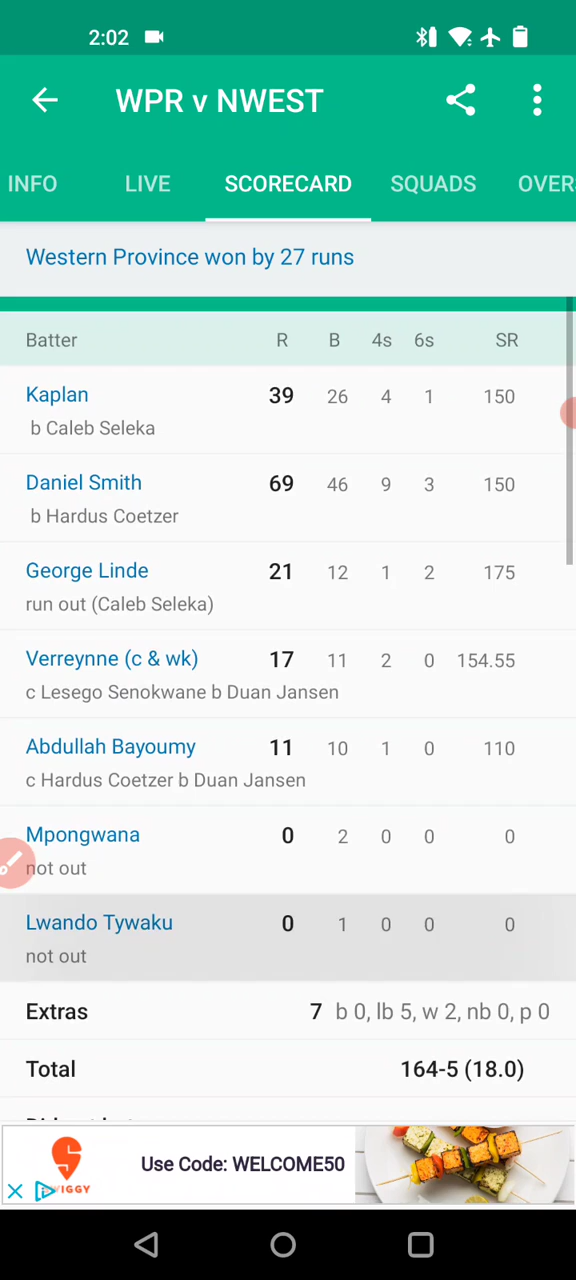 2:02
WPR v NWEST
INFO LIVE SCORECARD SQUADS OVER
Western Province won by 27 runs
Batter R B 4s 6s SR
Kaplan 39 26 4 1 150
b Caleb Seleka
Daniel Smith 69 46 9 3 150
b Hardus Coetzer
George Linde 21 12 1 2 175
run out (Caleb Seleka)
Verreynne (c & wk) 17 11 2 0 154.55
c Lesego Senokwane b Duan Jansen
Abdullah Bayoumy 11 10 1 0 110
c Hardus Coetzer b Duan Jansen
Mpongwana 0 2 0 0 0
not out
Lwando Tywaku 0 1 0 0 0
not out
Extras 7 b 0, lb 5, w 2, nb 0, p 0
Total 164-5 (18.0)
Use Code: WELCOME50